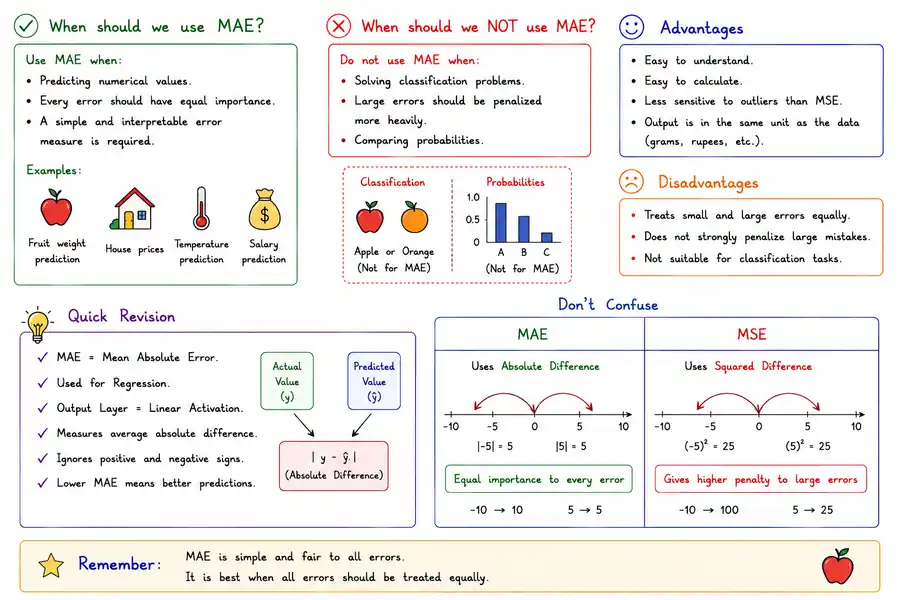 When should we use MAE?
Use MAE when:
• Predicting numerical values.
• Every error should have equal importance.
• A simple and interpretable error
measure is required.
Examples:
Fruit weight
prediction
House prices
Temperature
prediction
$
Salary
prediction
When should we NOT use MAE?
Do not use MAE when:
• Solving classification problems.
• Large errors should be penalized
more heavily.
• Comparing probabilities.
Classification
Apple or Orange
(Not for MAE)
Probabilities
1.0
0.5
0
A B C
(Not for MAE)
Advantages
• Easy to understand.
• Easy to calculate.
• Less sensitive to outliers than MSE.
• Output is in the same unit as the data
(grams, rupees, etc.).
Disadvantages
• Treats small and large errors equally.
• Does not strongly penalize large mistakes.
• Not suitable for classification tasks.
Quick Revision
✓ MAE = Mean Absolute Error.
✓ Used for Regression.
✓ Output Layer = Linear Activation.
✓ Measures average absolute difference.
✓ Ignores positive and negative signs.
✓ Lower MAE means better predictions.
Actual
Value
(y)
Predicted
Value
(ŷ)
| y - ŷ |
(Absolute Difference)
Don't Confuse
MAE
Uses Absolute Difference
-10 -5 0 5 10
|-5| = 5 |5| = 5
Equal importance to every error
-10 → 10 5 → 5
MSE
Uses Squared Difference
-10 -5 0 5 10
(-5)² = 25 (5)² = 25
Gives higher penalty to large errors
-10 → 100 5 → 25
Remember:
MAE is simple and fair to all errors.
It is best when all errors should be treated equally.